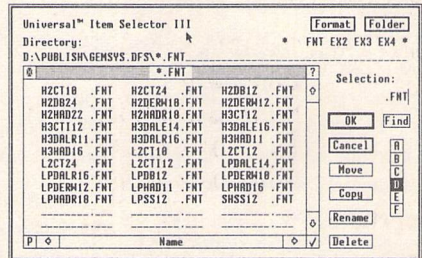 Universal™ Item Selector III Format Folder
Directory: * FNT EX2 EX3 EX4 *
D:\PUBLISH\GEMSYS.DFS\*.FNT
*.FNT ?
Selection:
.FNT
H2CT10 .FNT H2CT24 .FNT H2DB12 .FNT
H2DB24 .FNT H2DERW10.FNT H2DERW12.FNT
H2HAD22 .FNT H2HADR10.FNT H3CT12 .FNT
H3CTI12 .FNT H3DALE14.FNT H3DALE16.FNT
H3DALR11.FNT H3DALR16.FNT H3HAD11 .FNT
H3HAD16 .FNT L2CT10 .FNT L2CT12 .FNT
L2CT24 .FNT L2CTI12 .FNT LPDALE14.FNT
LPDALR16.FNT LPDB12 .FNT LPDERW10.FNT
LPDERW12.FNT LPHAD11 .FNT LPHAD16 .FNT
LPHADR10.FNT LPSS12 .FNT SHSS12 .FNT
OK Find
Cancel
Move
Copy
Rename
Delete
A
B
C
D
E
F
P Name